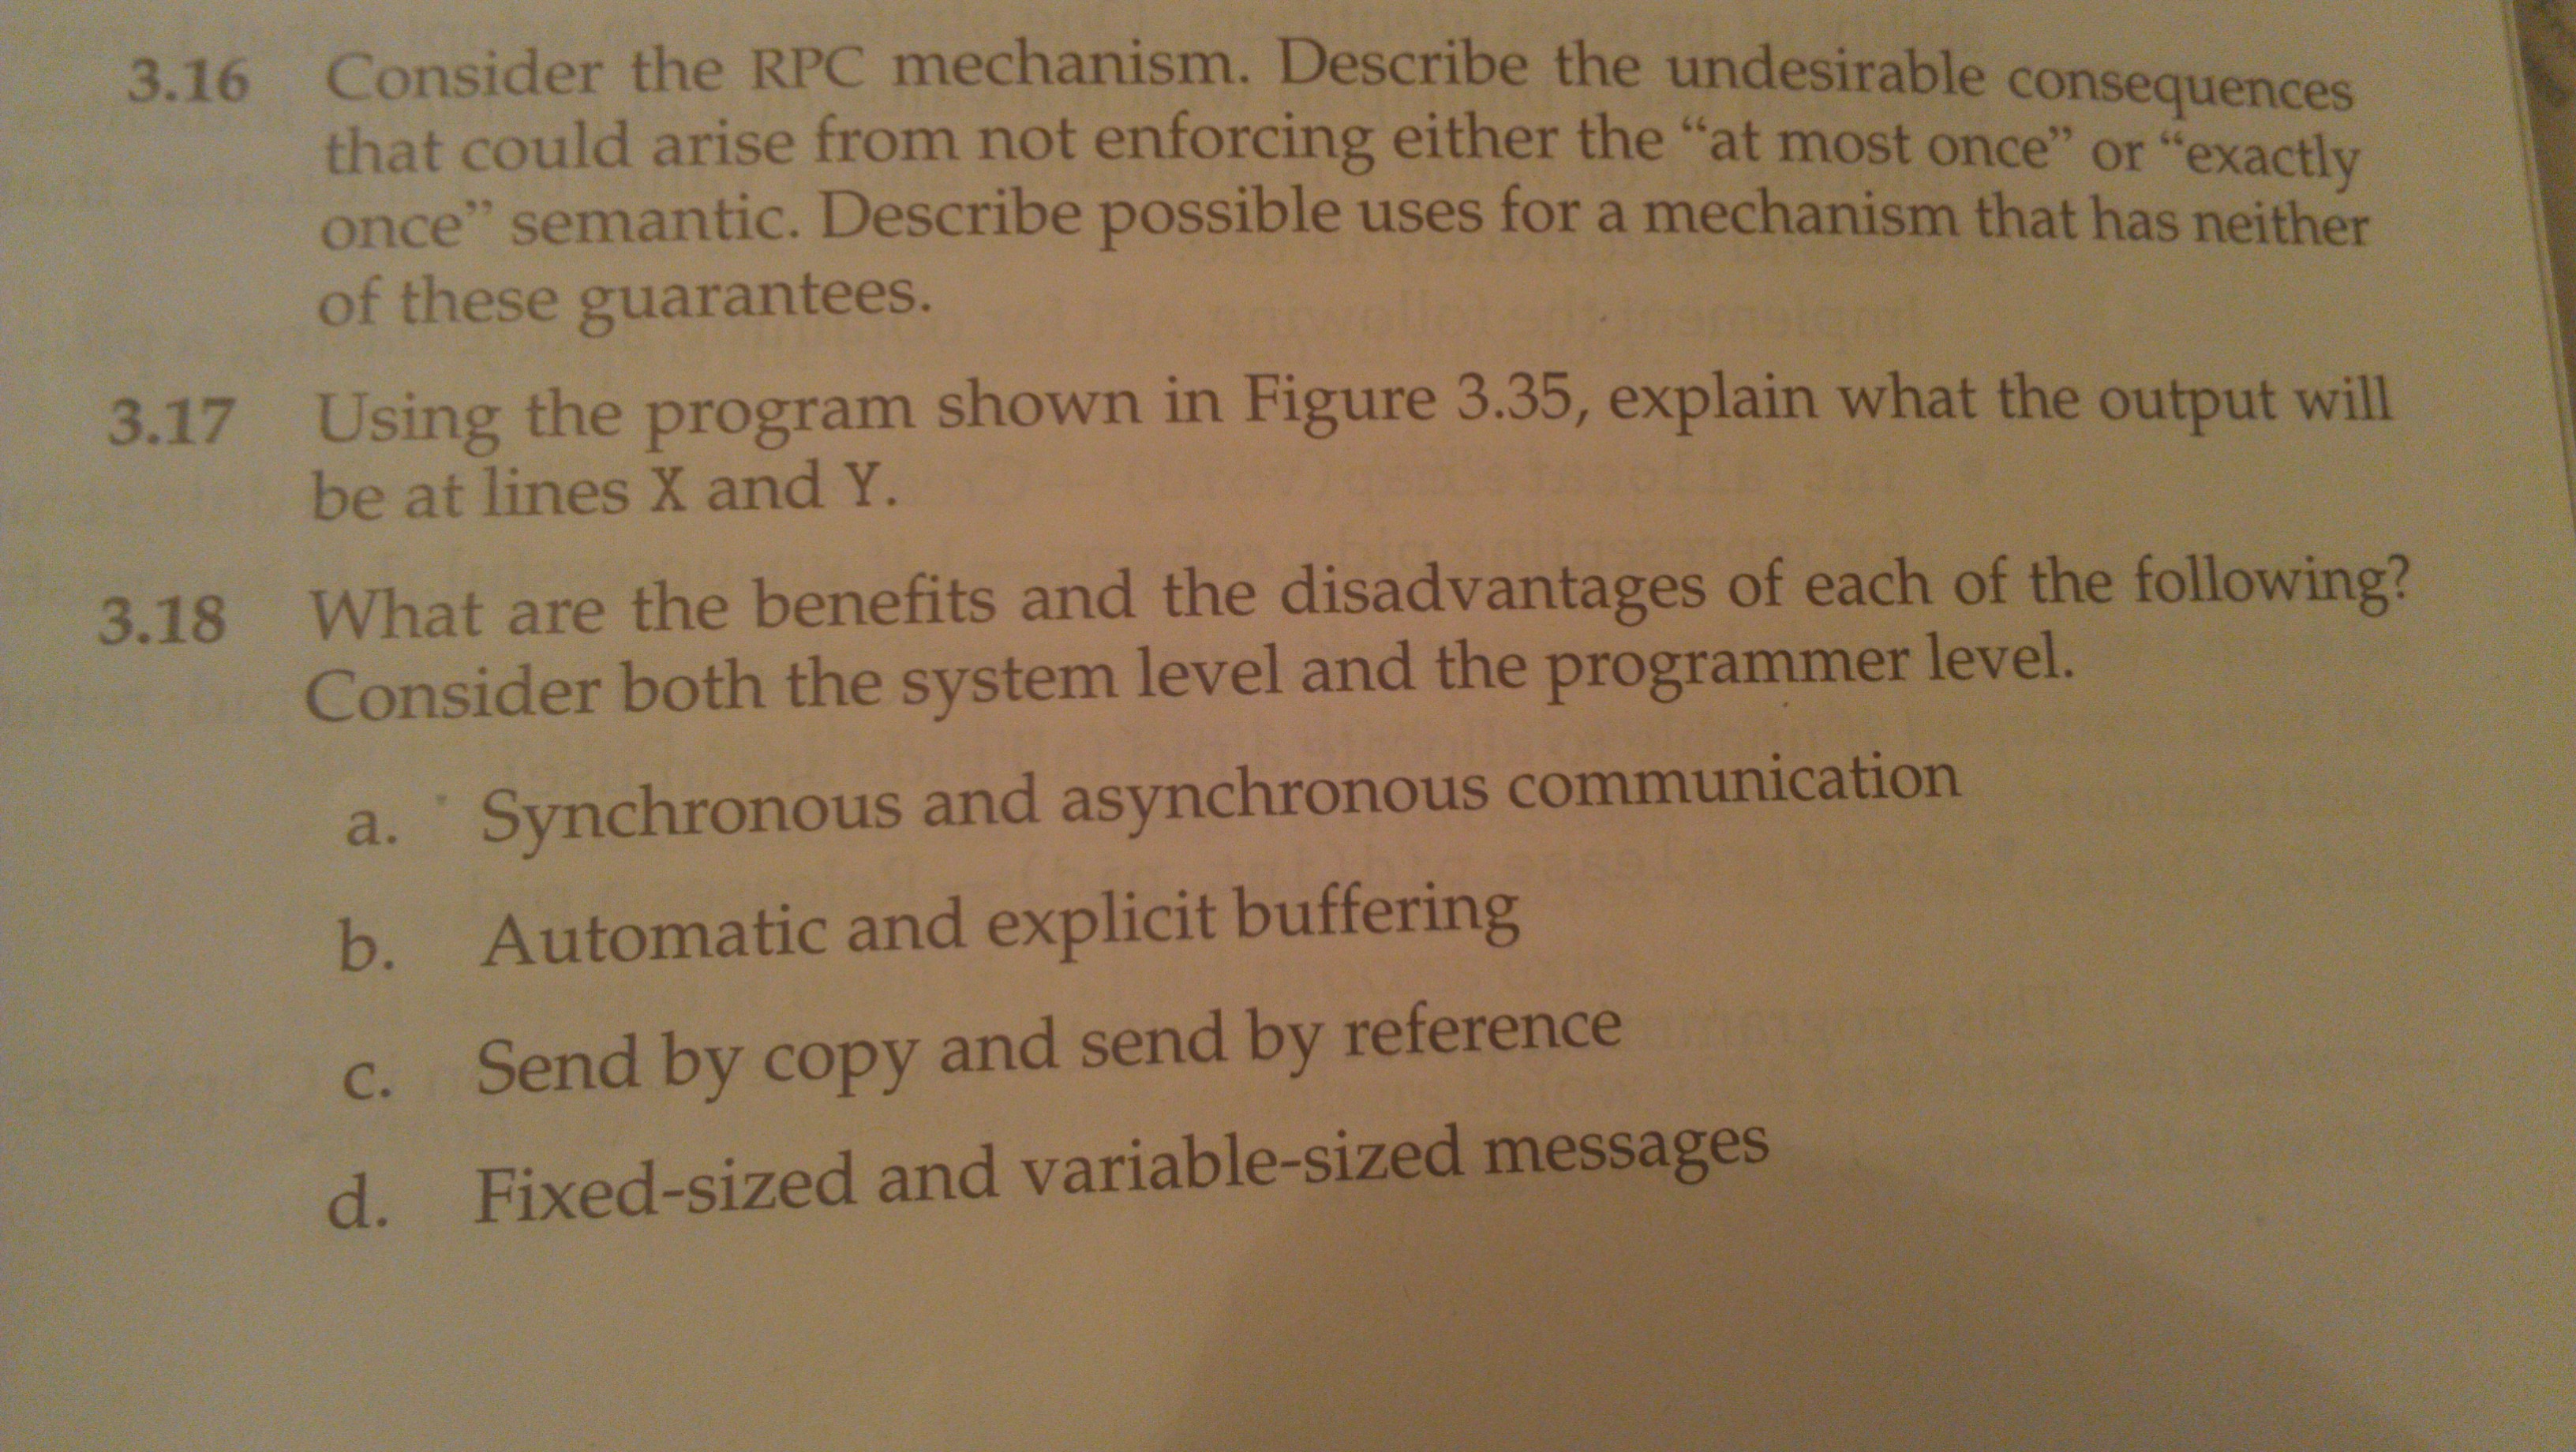 3.16 Consider the RPC mechanism. Describe the undesirable consequences
that could arise from not enforcing either the “at most once” or “exactly
once” semantic. Describe possible uses for a mechanism that has neither
of these guarantees.
3.17 Using the program shown in Figure 3.35, explain what the output will
be at lines X and Y.
3.18 What are the benefits and the disadvantages of each of the following?
Consider both the system level and the programmer level.
a. Synchronous and asynchronous communication
b. Automatic and explicit buffering
c. Send by copy and send by reference
d. Fixed-sized and variable-sized messages